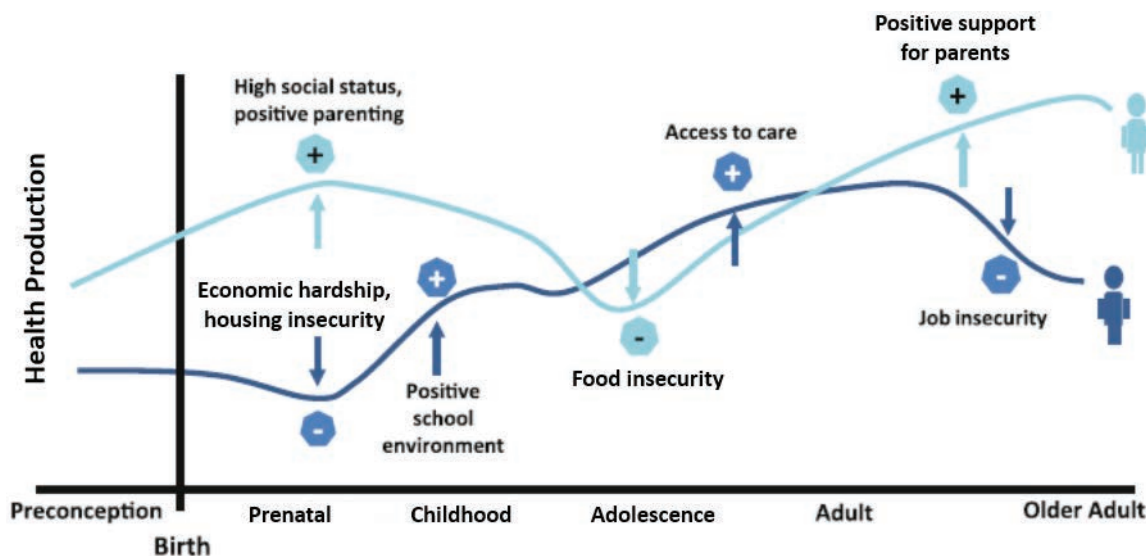 Positive support
for parents
+
High social status,
positive parenting
+
Access to care
+
Health Production
Economic hardship,
housing insecurity
+
-
Positive
school
environment
-
Food insecurity
-
Job insecurity
Preconception
Birth
Prenatal
Childhood
Adolescence
Adult
Older Adult